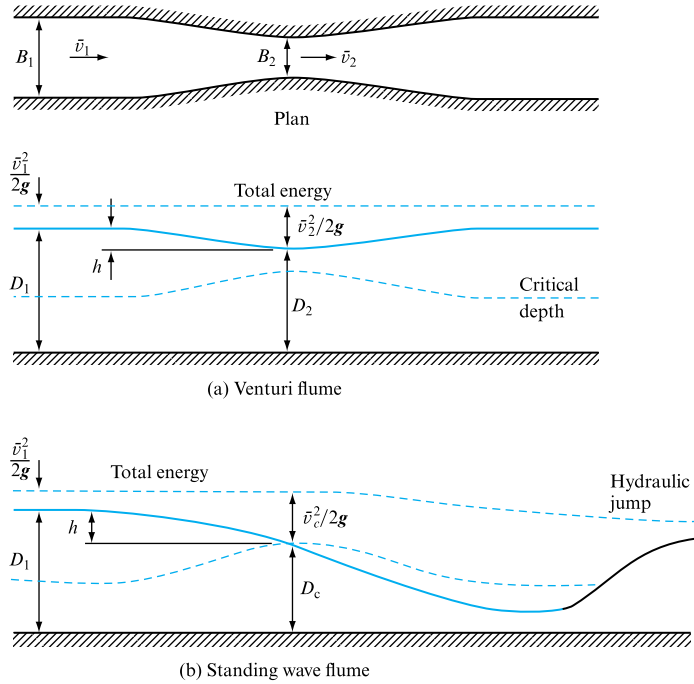 B₁
v̄₁
B₂
v̄₂
Plan
v̄₁²/2g
Total energy
v̄₂²/2g
h
D₁
D₂
Critical
depth
(a) Venturi flume
v̄₁²/2g
Total energy
Hydraulic
jump
h
v̄c²/2g
D₁
Dc
(b) Standing wave flume